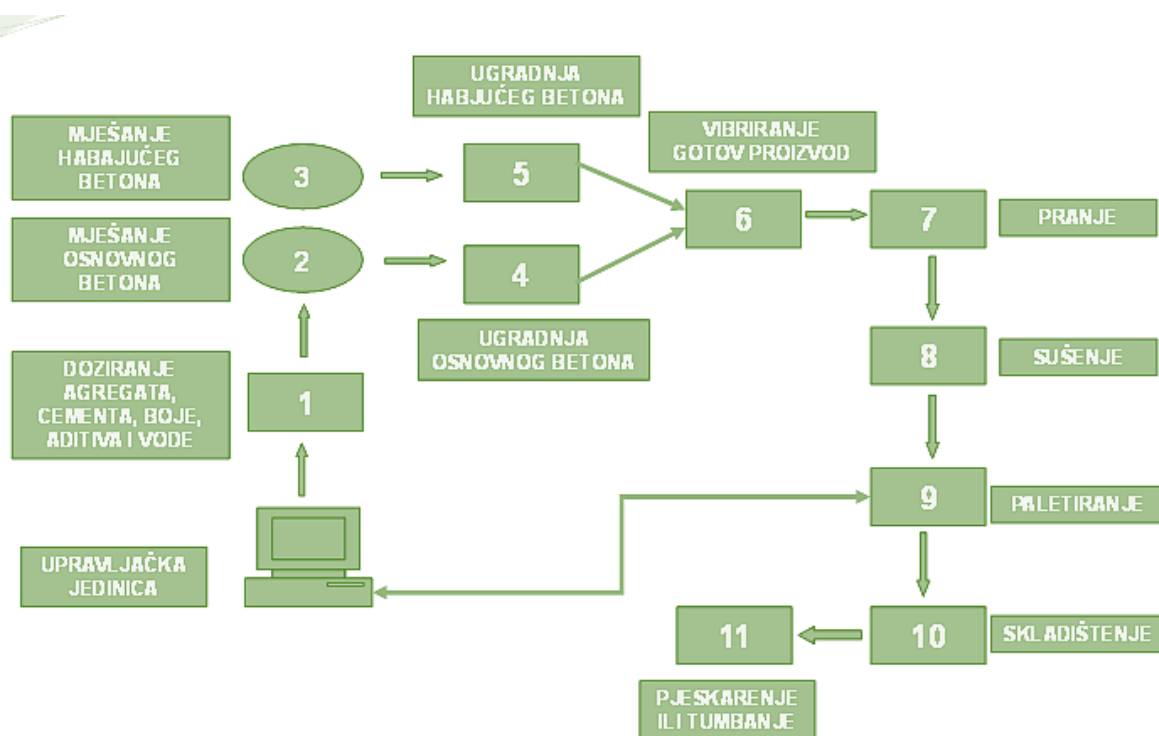 UGRADNJA
HABJUĆEG BETONA
MJEŠANJE
HABAJUĆEG
BETONA
3
5
VIBRIRANJE
GOTOV PROIZVOD
6
7
PRANJE
MJEŠANJE
OSNOVNOG
BETONA
2
4
UGRADNJA
OSNOVNOG BETONA
8
SUŠENJE
DOZIRANJE
AGREGATA,
CEMENTA, BOJE,
ADITIVA I VODE
1
9
PALETIRANJE
UPRAVLJAČKA
JEDINICA
11
10
SKLADIŠTENJE
PJESKARENJE
ILI TUMBANJE